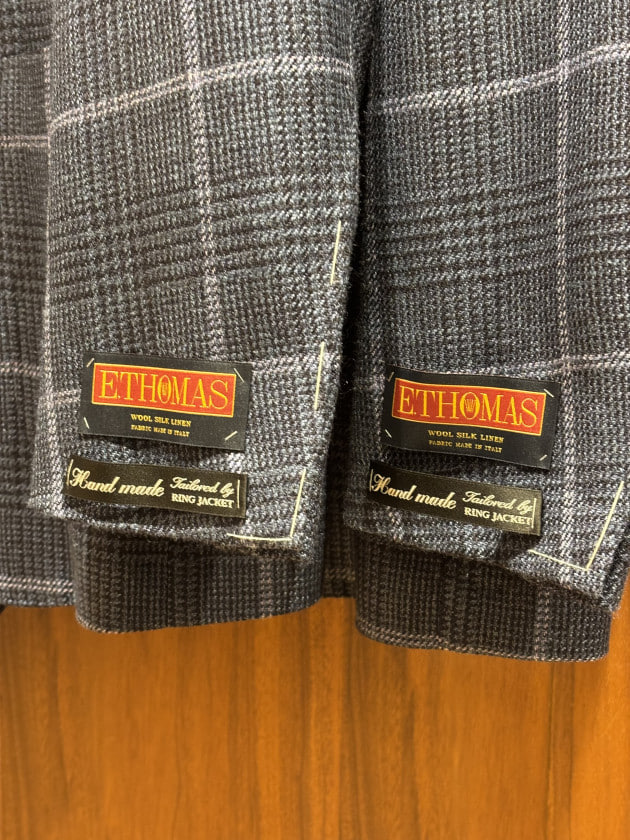 ETHOMAS
WOOL SILK LINEN
FABRIC MADE IN ITALY
Hand made Tailored by
RING JACKET
ETHOMAS
WOOL SILK LINEN
FABRIC MADE IN ITALY
Hand made Tailored by
RING JACKET